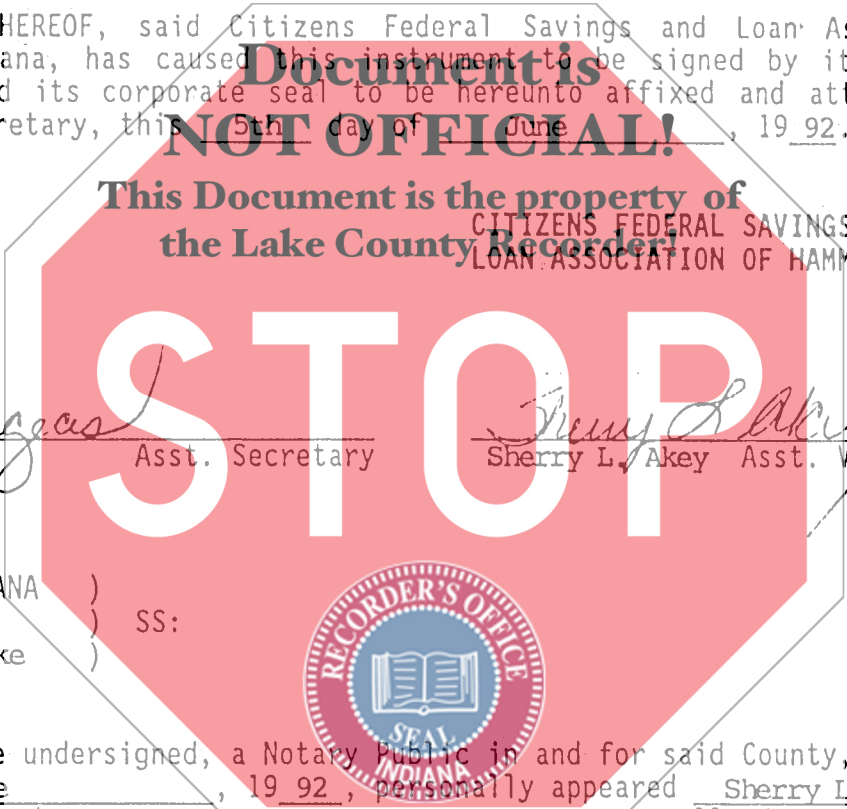 HEREOF, said Citizens Federal Savings and Loan As
ana, has caused this instrument to be signed by it
d its corporate seal to be hereunto affixed and att
retary, this 5th day of June, 19 92.
Document is
NOT OFFICIAL!
This Document is the property of
the Lake County Recorder!
CITIZENS FEDERAL SAVINGS
LOAN ASSOCIATION OF HAMM
STOP
Sherry L Ak
Asst. Secretary Sherry L. Akey Asst. V
ANA )
) SS:
ke )
RECORDER'S OFFICE
SEAL
INDIANA
e undersigned, a Notary Public in and for said County,
e , 19 92, personally appeared Sherry L